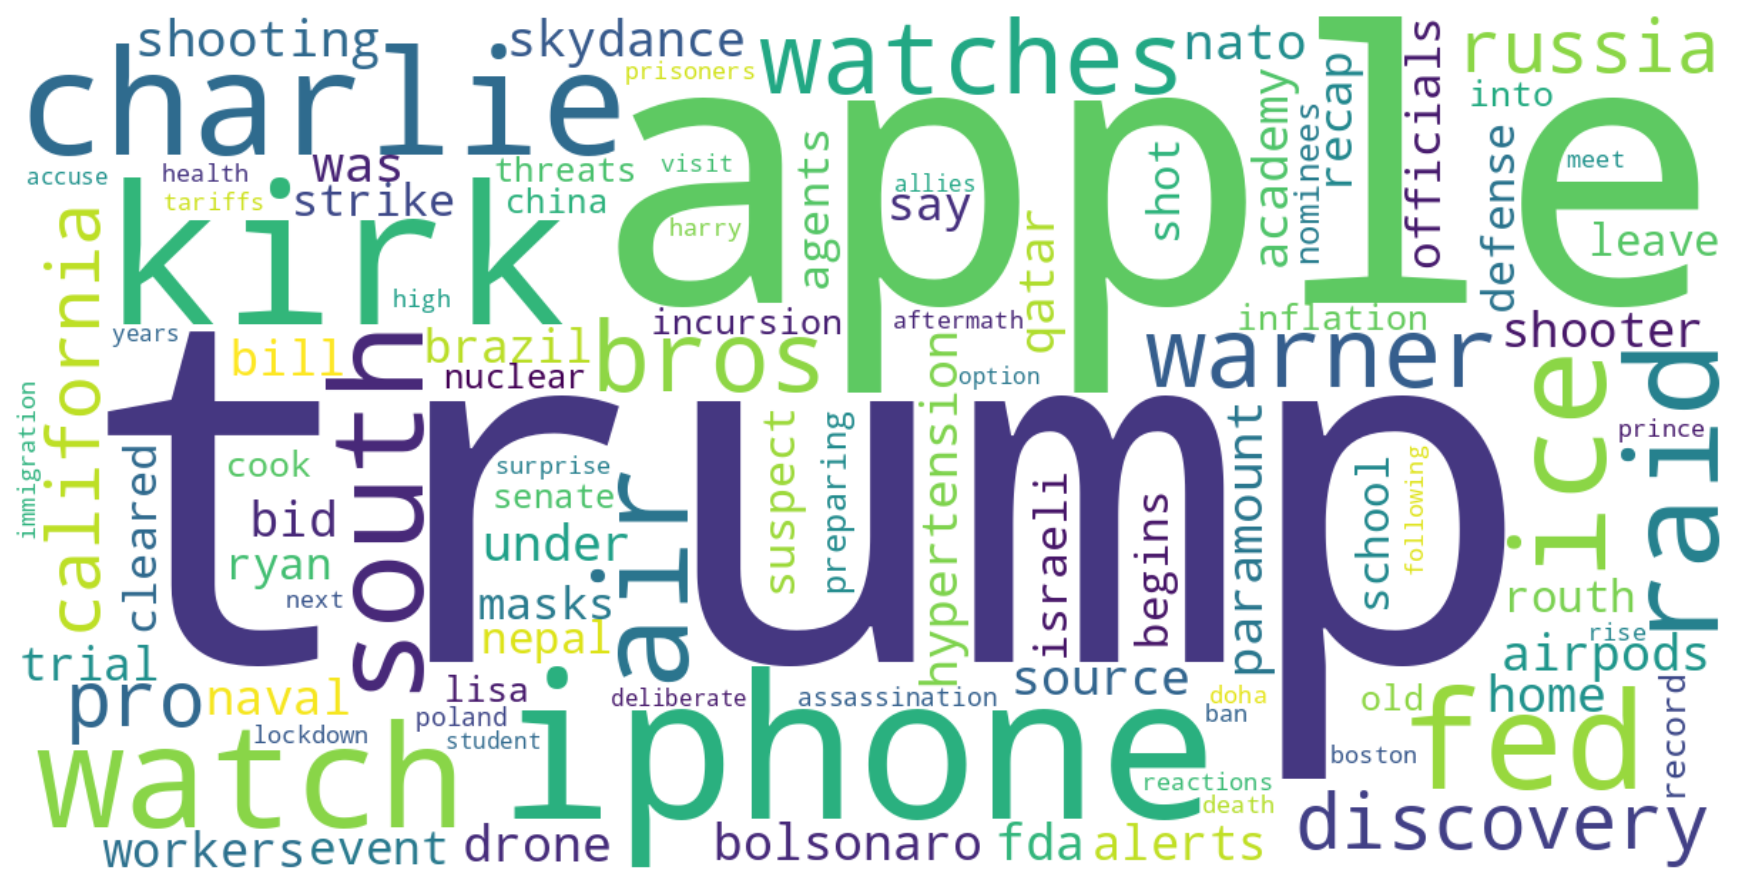 shooting
skydance
watches
nato
officials
russia
charlie
prisoners
apple
recap
into
academy
nominees
defense
meet
accuse
health
was
threats
visit
agents
allies
shot
tariffs
strike
china
say
leave
kirk
harry
qatar
high
california
years
incursion
aftermath
inflation
shooter
bill
south
brazil
bros
warner
nuclear
hypertension
option
ice
raid
trump
immigration
cleared
cook
surprise
air
suspect
preparing
paramount
school
following
prince
bid
senate
israeli
begins
ryan
under
next
masks
routh
nepal
rise
trial
airpods
pro
naval
lisa
iphone
deliberate
assassination
source
doha
old
home
record
poland
ban
fed
watch
lockdown
student
boston
reactions
death
discovery
workers
event
drone
bolsonaro
fda
alerts